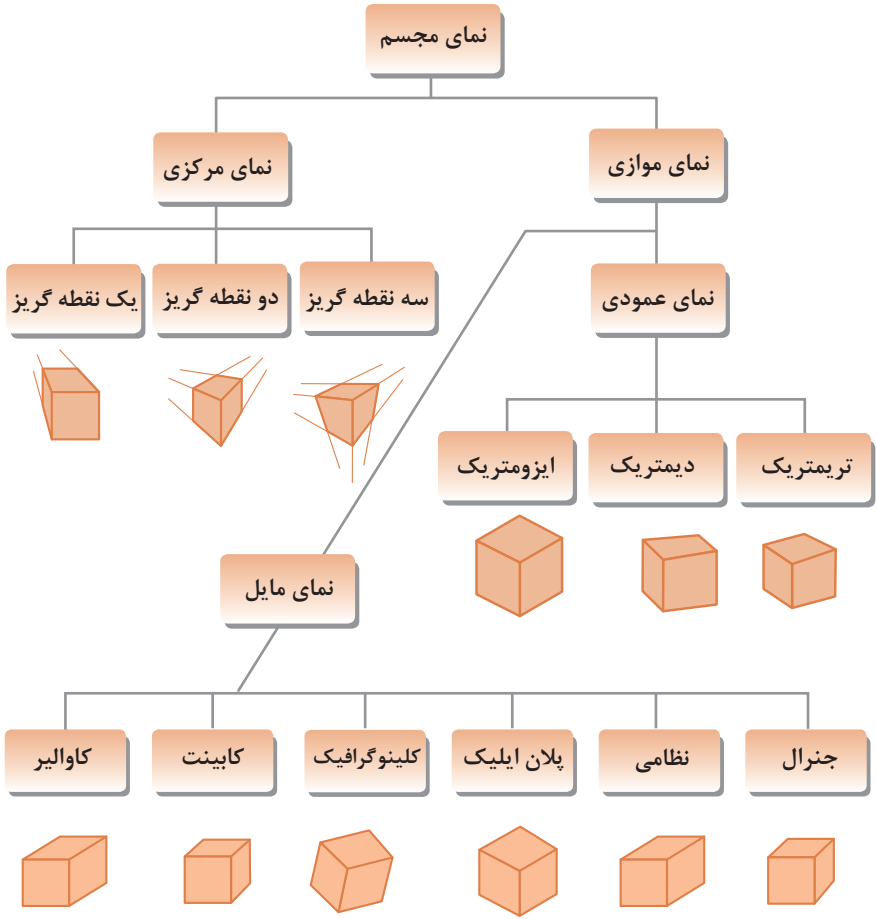 نمای مجسم
نمای موازی
نمای مرکزی
نمای عمودی
سه نقطه گریز
دو نقطه گریز
یک نقطه گریز
تریمتریک
دیمتریک
ایزومتریک
نمای مایل
جنرال
نظامی
پلان ایلیک
کلینوگرافیک
کابینت
کاوالیر